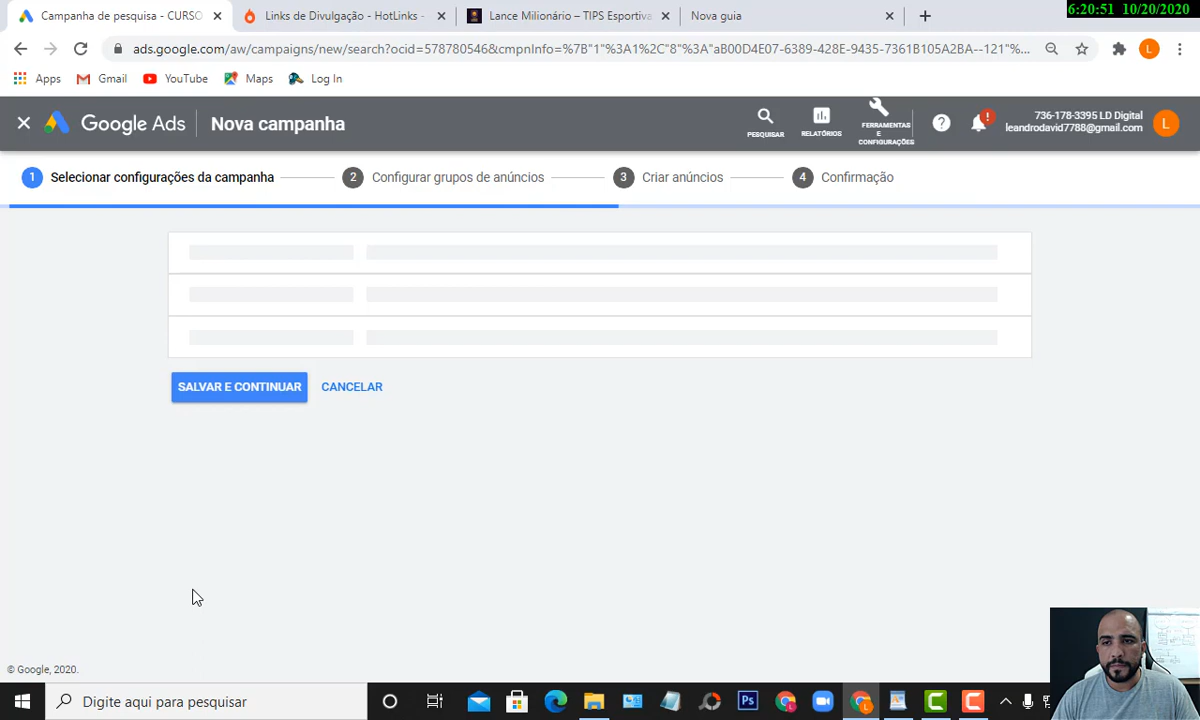 Campanha de pesquisa - CURSO
Links de Divulgação - HotLinks -
Lance Milionário – TIPS Esportiva
Nova guia
6:20:51 10/20/2020
ads.google.com/aw/campaigns/new/search?ocid=578780546&cmpnInfo=%7B"1"%3A1%2C"8"%3A"aB00D4E07-6389-428E-9435-7361B105A2BA--121"%...
L
Apps
Gmail
YouTube
Maps
Log In
Google Ads
Nova campanha
PESQUISAR
RELATÓRIOS
FERRAMENTAS
E
CONFIGURAÇÕES
?
!
736-178-3395 LD Digital
leandrodavid7788@gmail.com
L
1 Selecionar configurações da campanha
2 Configurar grupos de anúncios
3 Criar anúncios
4 Confirmação
SALVAR E CONTINUAR
CANCELAR
© Google, 2020.
Digite aqui para pesquisar
Ps